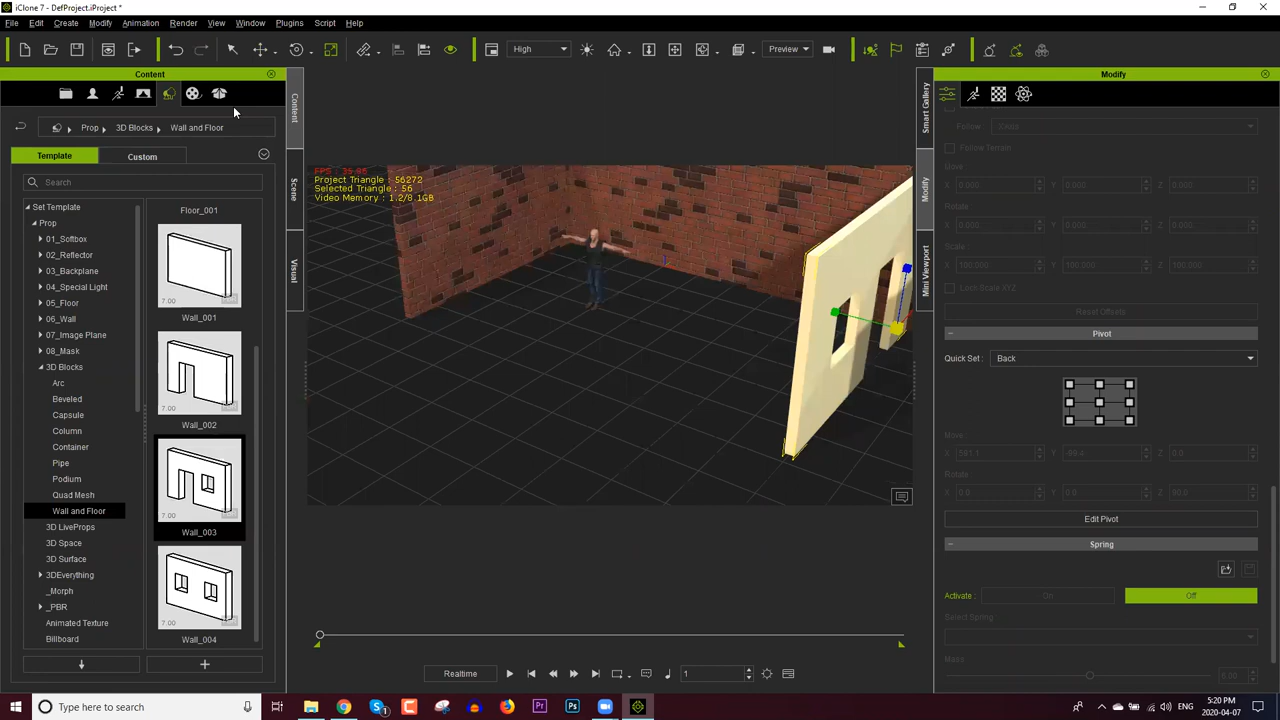 iClone 7 - DefProject.iProject *
File Edit Create Modify Animation Render View Window Plugins Script Help
High
Preview
Content
Prop 3D Blocks Wall and Floor
Template Custom
Search
Set Template
Prop
01_Softbox
02_Reflector
03_Backplane
04_Special Light
05_Floor
06_Wall
07_Image Plane
08_Mask
3D Blocks
Arc
Beveled
Capsule
Column
Container
Pipe
Podium
Quad Mesh
Wall and Floor
3D LiveProps
3D Space
3D Surface
3DEverything
_Morph
_PBR
Animated Texture
Billboard
Floor_001
7.00
Wall_001
7.00
Wall_002
7.00
Wall_003
7.00
Wall_004
Content
Scene
Visual
Project Triangle : 56272
Selected Triangle : 56
Video Memory : 1.2/8.1GB
Realtime
1
Smart Gallery
Modify
Mini Viewport
Modify
Follow
Follow Terrain
Move
X 0.000 Y 0.000 Z 0.000
Rotate
X 0.000 Y 0.000 Z 0.000
Scale
X 100.000 Y 100.000 Z 100.000
Lock Scale XYZ
Reset Offsets
Pivot
Quick Set : Back
Move
X 581.1 Y -99.4 Z 0.0
Rotate
X 0.0 Y 0.0 Z 90.0
Edit Pivot
Spring
Activate : On Off
Select Spring
Mass
6.00
Type here to search
ENG
5:20 PM
2020-04-07